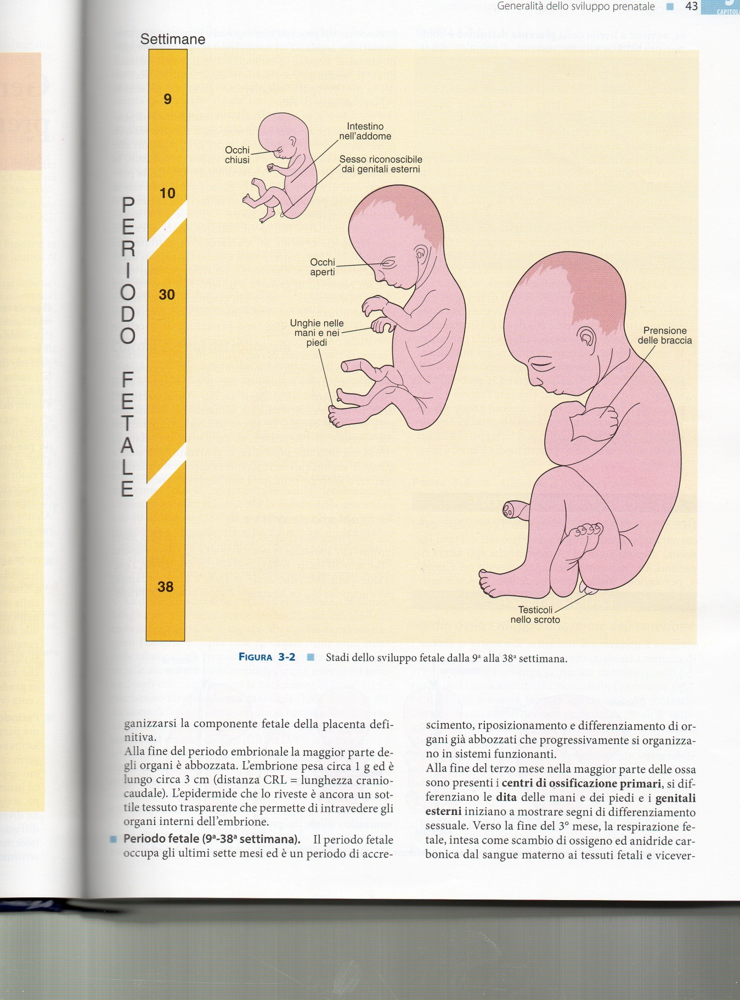 Generalità dello sviluppo prenatale ■ 43
CAPITOLO
Settimane
9
10
30
38
PERIODO FETALE
Occhi
chiusi
Intestino
nell'addome
Sesso riconoscibile
dai genitali esterni
Occhi
aperti
Unghie nelle
mani e nei
piedi
Prensione
delle braccia
Testicoli
nello scroto
FIGURA 3-2 ■ Stadi dello sviluppo fetale dalla 9ª alla 38ª settimana.
ganizzarsi la componente fetale della placenta defi-
nitiva.
Alla fine del periodo embrionale la maggior parte de-
gli organi è abbozzata. L'embrione pesa circa 1 g ed è
lungo circa 3 cm (distanza CRL = lunghezza cranio-
caudale). L'epidermide che lo riveste è ancora un sot-
tile tessuto trasparente che permette di intravedere gli
organi interni dell'embrione.
■ Periodo fetale (9ª-38ª settimana). Il periodo fetale
occupa gli ultimi sette mesi ed è un periodo di accre-
scimento, riposizionamento e differenziamento di or-
gani già abbozzati che progressivamente si organizza-
no in sistemi funzionanti.
Alla fine del terzo mese nella maggior parte delle ossa
sono presenti i centri di ossificazione primari, si dif-
ferenziano le dita delle mani e dei piedi e i genitali
esterni iniziano a mostrare segni di differenziamento
sessuale. Verso la fine del 3° mese, la respirazione fe-
tale, intesa come scambio di ossigeno ed anidride car-
bonica dal sangue materno ai tessuti fetali e vicever-